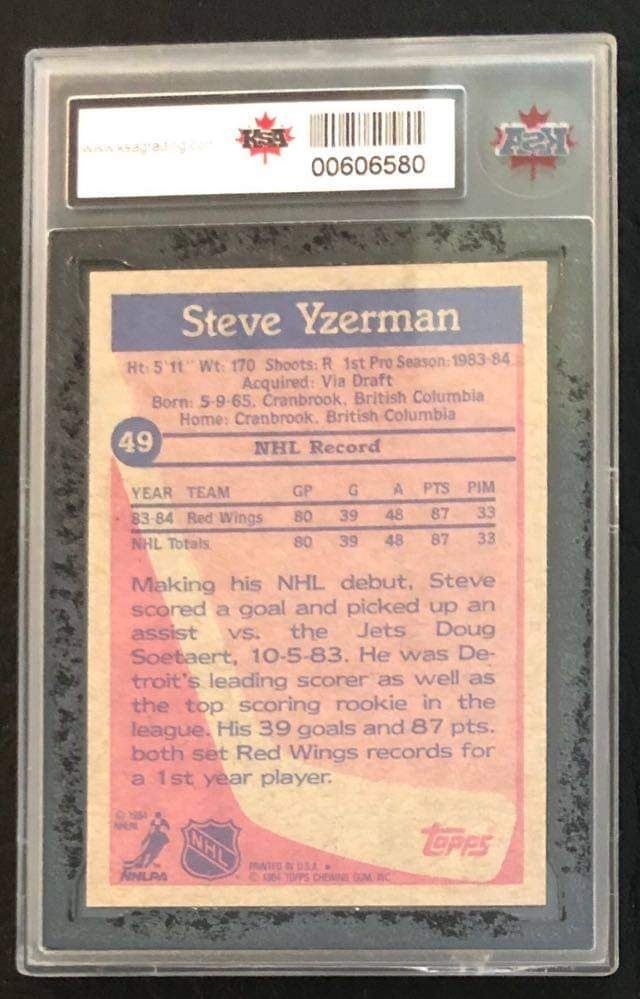 www.ksagrading.com
KSA
00606580
KSA
Steve Yzerman
Ht: 5'11" Wt: 170 Shoots: R 1st Pro Season: 1983-84
Acquired: Via Draft
Born: 5-9-65, Cranbrook, British Columbia
Home: Cranbrook, British Columbia
49
NHL Record
YEAR TEAM GP G A PTS PIM
83-84 Red Wings 80 39 48 87 33
NHL Totals 80 39 48 87 33
Making his NHL debut, Steve
scored a goal and picked up an
assist vs. the Jets Doug
Soetaert, 10-5-83. He was De-
troit's leading scorer as well as
the top scoring rookie in the
league. His 39 goals and 87 pts.
both set Red Wings records for
a 1st year player.
© 1984
NHLPA
NHL
PRINTED IN U.S.A.
© 1984 TOPPS CHEWING GUM, INC.
topps